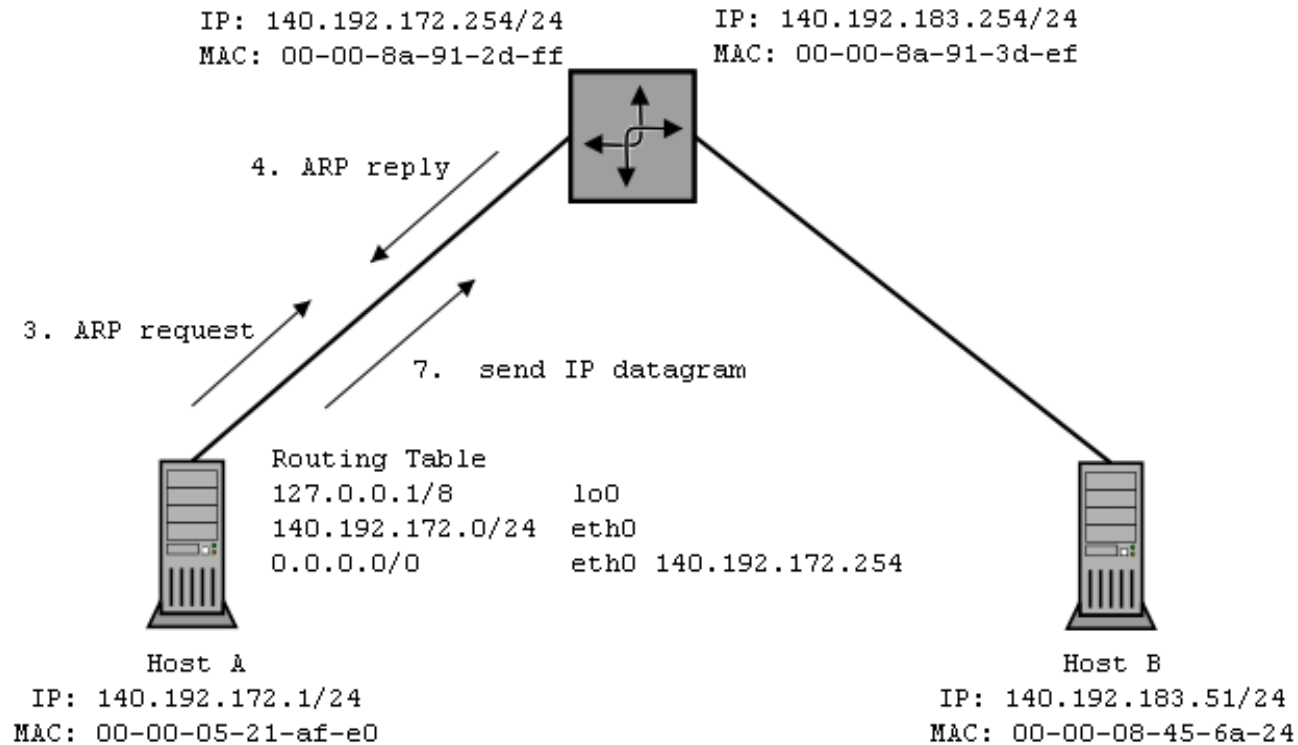 IP: 140.192.172.254/24
MAC: 00-00-8a-91-2d-ff
IP: 140.192.183.254/24
MAC: 00-00-8a-91-3d-ef
4. ARP reply
3. ARP request
7. send IP datagram
Routing Table
127.0.0.1/8 lo0
140.192.172.0/24 eth0
0.0.0.0/0 eth0 140.192.172.254
Host A
IP: 140.192.172.1/24
MAC: 00-00-05-21-af-e0
Host B
IP: 140.192.183.51/24
MAC: 00-00-08-45-6a-24